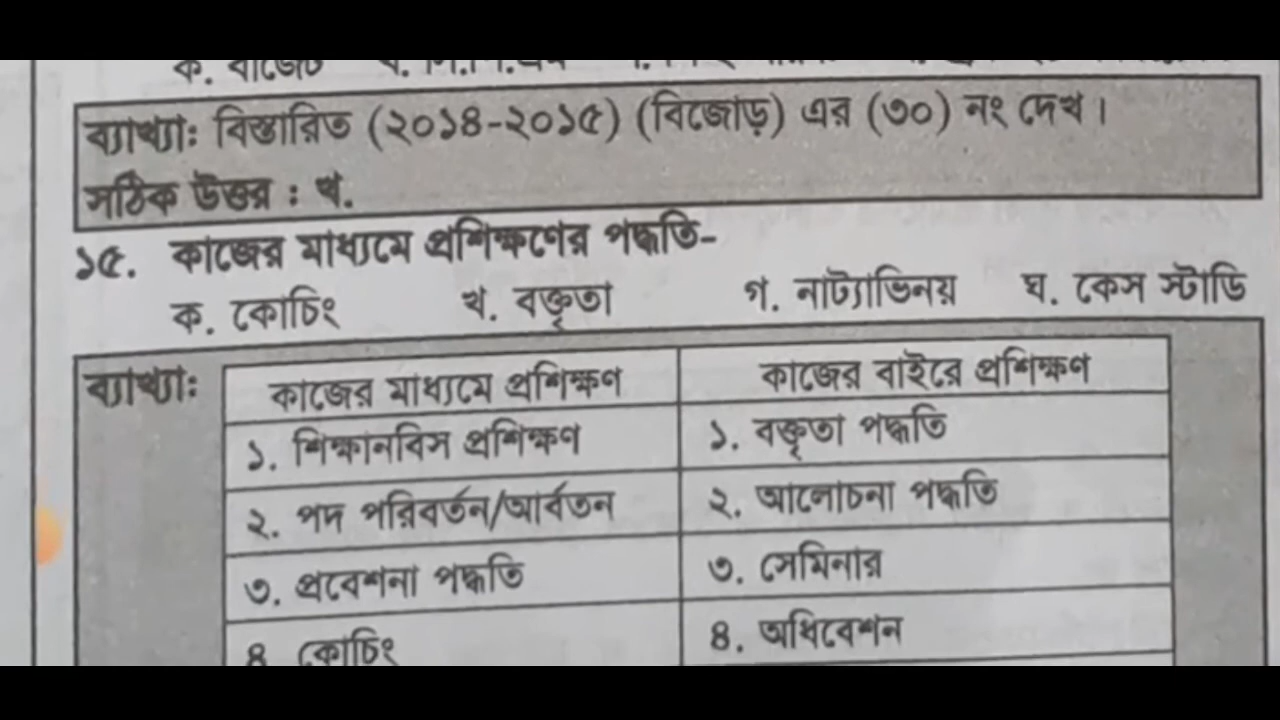 ক. বাজেট
ব্যাখ্যা: বিস্তারিত (২০১৪-২০১৫) (বিজোড়) এর (৩০) নং দেখ।
সঠিক উত্তর : খ.
১৫. কাজের মাধ্যমে প্রশিক্ষণের পদ্ধতি-
ক. কোচিং খ. বক্তৃতা গ. নাট্যাভিনয় ঘ. কেস স্টাডি
ব্যাখ্যা:
কাজের মাধ্যমে প্রশিক্ষণ কাজের বাইরে প্রশিক্ষণ
১. শিক্ষানবিস প্রশিক্ষণ ১. বক্তৃতা পদ্ধতি
২. পদ পরিবর্তন/আর্বতন ২. আলোচনা পদ্ধতি
৩. প্রবেশনা পদ্ধতি ৩. সেমিনার
৪ কোচিং ৪. অধিবেশন